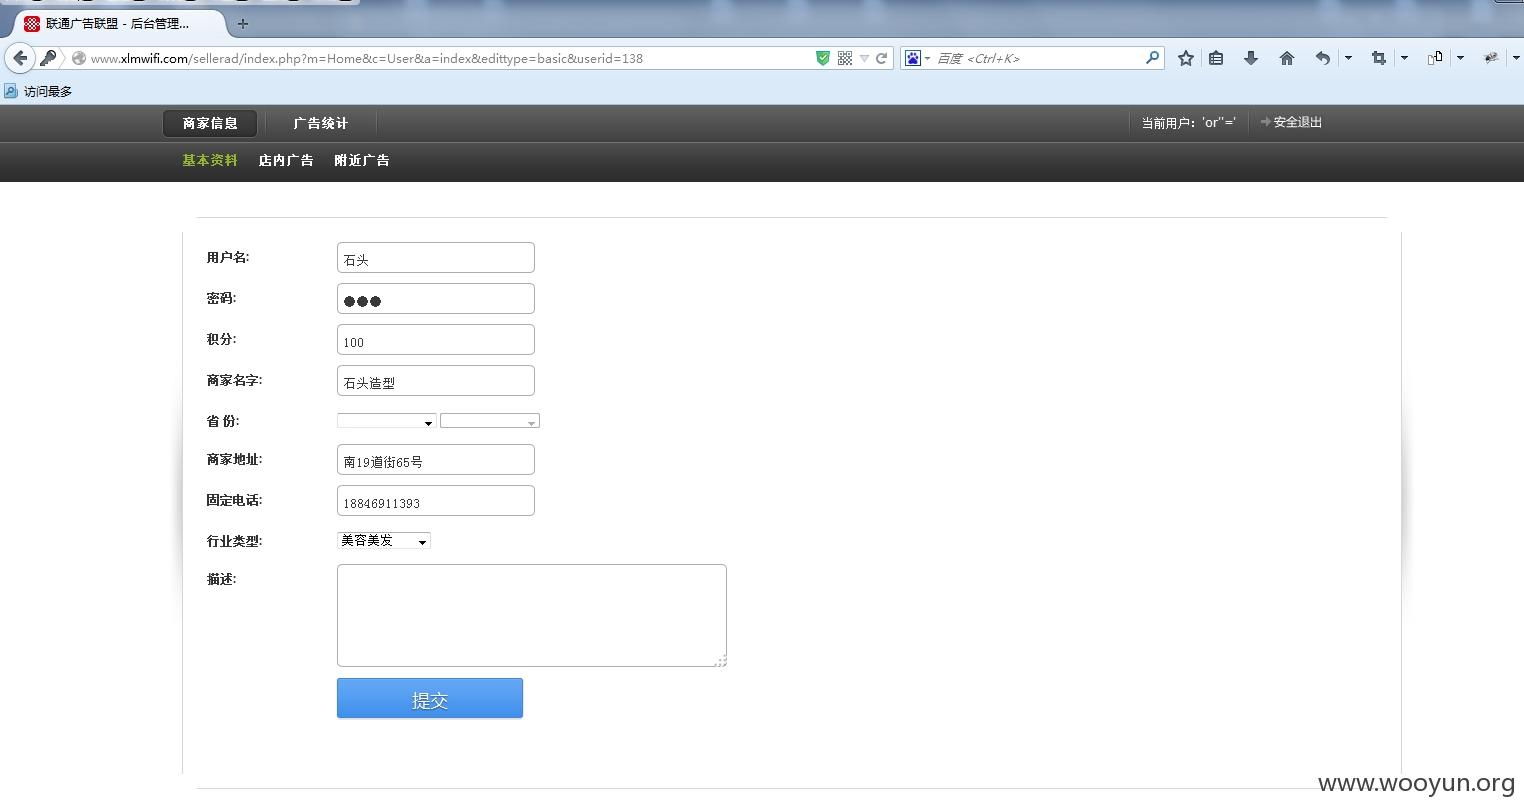 联通广告联盟 - 后台管理...
www.xlmwifi.com/sellerad/index.php?m=Home&c=User&a=index&edittype=basic&userid=138
百度 <Ctrl+K>
访问最多
商家信息 广告统计 当前用户：'or''=' 安全退出
基本资料 店内广告 附近广告
用户名: 石头
密码: ●●●
积分: 100
商家名字: 石头造型
省 份:
商家地址: 南19道街65号
固定电话: 18846911393
行业类型: 美容美发
描述:
提交
www.wooyun.org